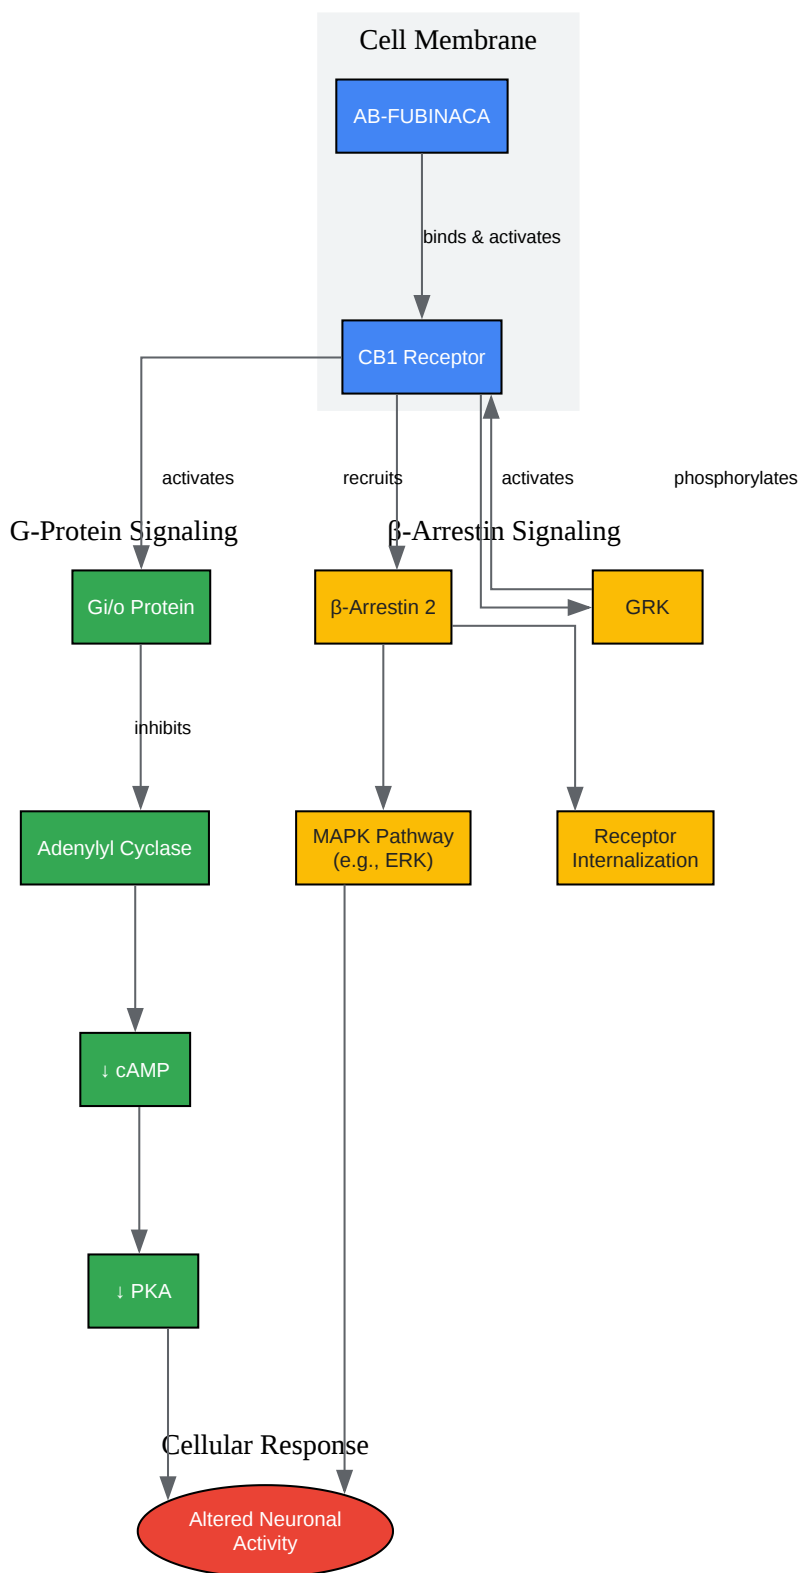 Cell Membrane
AB-FUBINACA
binds & activates
CB1 Receptor
activates
recruits
activates
phosphorylates
G-Protein Signaling
β-Arrestin Signaling
Gi/o Protein
β-Arrestin 2
GRK
inhibits
Adenylyl Cyclase
MAPK Pathway
(e.g., ERK)
Receptor
Internalization
↓ cAMP
↓ PKA
Cellular Response
Altered Neuronal
Activity